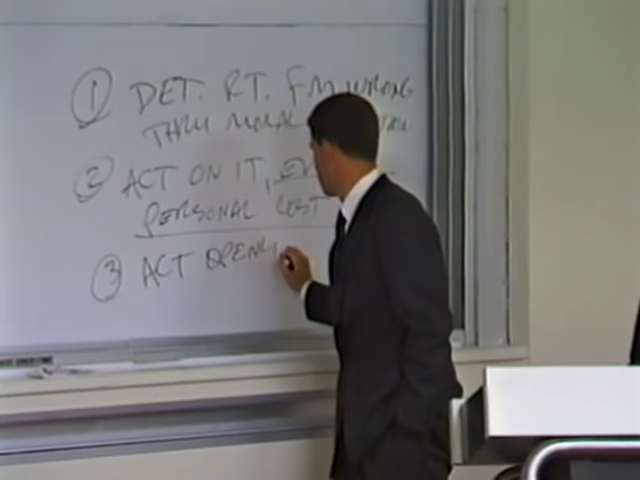 ① DET. RT. FM WRONG
THRU MORAL
② ACT ON IT,
PERSONAL COST
③ ACT OPENLY